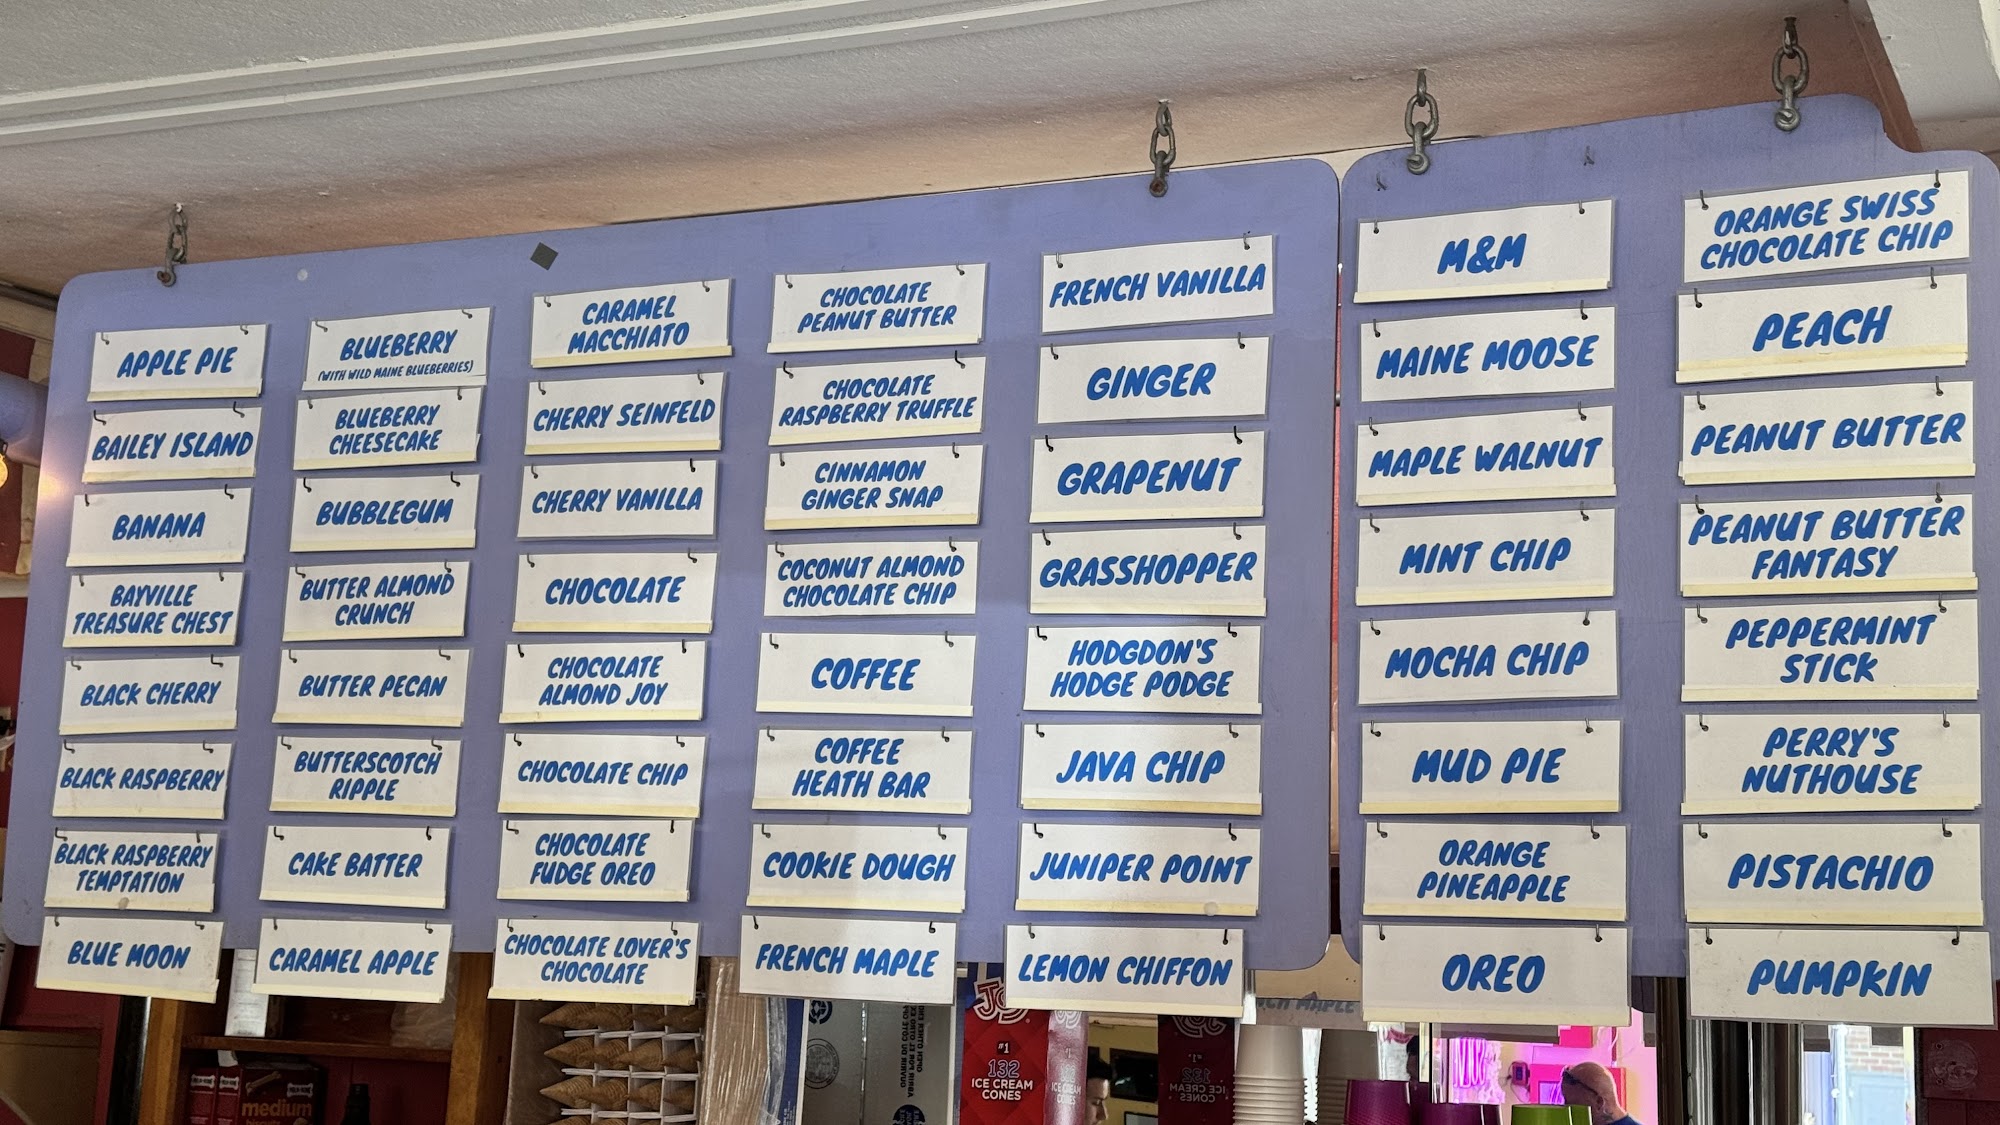 APPLE PIE
BAILEY ISLAND
BANANA
BAYVILLE
TREASURE CHEST
BLACK CHERRY
BLACK RASPBERRY
BLACK RASPBERRY
TEMPTATION
BLUE MOON
BLUEBERRY
(WITH WILD MAINE BLUEBERRIES)
BLUEBERRY
CHEESECAKE
BUBBLEGUM
BUTTER ALMOND
CRUNCH
BUTTER PECAN
BUTTERSCOTCH
RIPPLE
CAKE BATTER
CARAMEL APPLE
CARAMEL
MACCHIATO
CHERRY SEINFELD
CHERRY VANILLA
CHOCOLATE
CHOCOLATE
ALMOND JOY
CHOCOLATE CHIP
CHOCOLATE
FUDGE OREO
CHOCOLATE LOVER'S
CHOCOLATE
CHOCOLATE
PEANUT BUTTER
CHOCOLATE
RASPBERRY TRUFFLE
CINNAMON
GINGER SNAP
COCONUT ALMOND
CHOCOLATE CHIP
COFFEE
COFFEE
HEATH BAR
COOKIE DOUGH
FRENCH MAPLE
FRENCH VANILLA
GINGER
GRAPENUT
GRASSHOPPER
HODGDON'S
HODGE PODGE
JAVA CHIP
JUNIPER POINT
LEMON CHIFFON
M&M
MAINE MOOSE
MAPLE WALNUT
MINT CHIP
MOCHA CHIP
MUD PIE
ORANGE
PINEAPPLE
OREO
ORANGE SWISS
CHOCOLATE CHIP
PEACH
PEANUT BUTTER
PEANUT BUTTER
FANTASY
PEPPERMINT
STICK
PERRY'S
NUTHOUSE
PISTACHIO
PUMPKIN
medium
JOY
#1
132
ICE CREAM
CONES